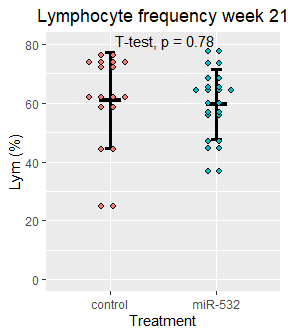 Lymphocyte frequency week 21
T-test, p = 0.78
80
60
40
20
0
Lym (%)
control
miR-532
Treatment